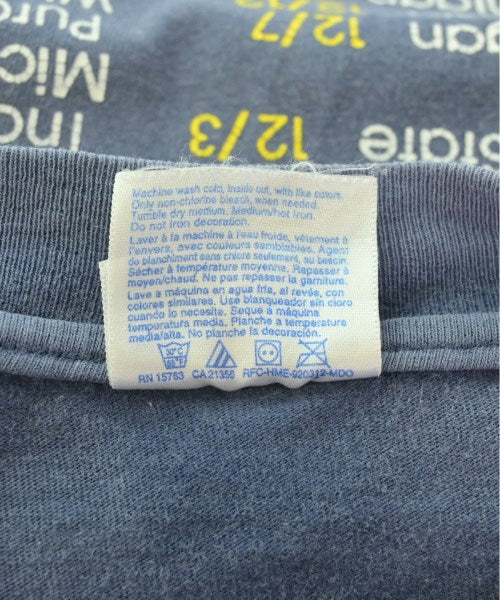 12/7
12/3
Machine wash cold, inside out, with like colors.
Only non-chlorine bleach, when needed.
Tumble dry medium. Medium/hot iron.
Do not iron decoration.
Laver à la machine à l'eau froide, vêtement à
l'envers, avec couleurs semblables. Agent
de blanchiment sans chlore seulement, au besoin.
Sécher à température moyenne. Repasser à
moyen/chaud. Ne pas repasser la garniture.
Lave a máquina en agua fria, al revés, con
colores similares. Use blanqueador sin cloro
cuando lo necesite. Seque a máquina
temperatura media. Planche a temperatura
media/alta. No planche la decoración.
30°C
RN 15763 CA 21356 RFC-HME-920312-MDO